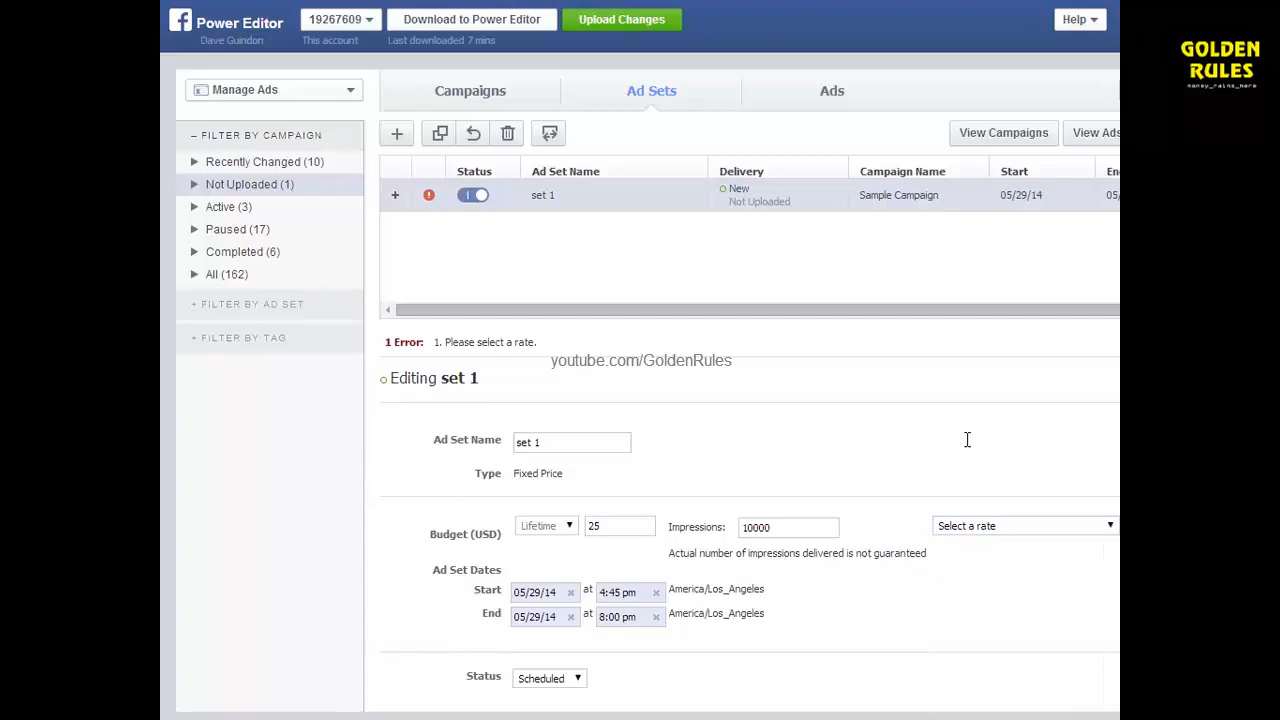 Power Editor
Dave Guindon
19267609
This account
Download to Power Editor
Last downloaded 7 mins
Upload Changes
Help
GOLDEN
RULES
money_rains_here
Manage Ads
Campaigns
Ad Sets
Ads
– FILTER BY CAMPAIGN
Recently Changed (10)
Not Uploaded (1)
Active (3)
Paused (17)
Completed (6)
All (162)
+ FILTER BY AD SET
+ FILTER BY TAG
View Campaigns
View Ads
Status Ad Set Name Delivery Campaign Name Start En
set 1 New Not Uploaded Sample Campaign 05/29/14 05/
1 Error: 1. Please select a rate.
youtube.com/GoldenRules
Editing set 1
Ad Set Name set 1
Type Fixed Price
Budget (USD) Lifetime 25 Impressions: 10000 Select a rate
Actual number of impressions delivered is not guaranteed
Ad Set Dates
Start 05/29/14 at 4:45 pm America/Los_Angeles
End 05/29/14 at 8:00 pm America/Los_Angeles
Status Scheduled